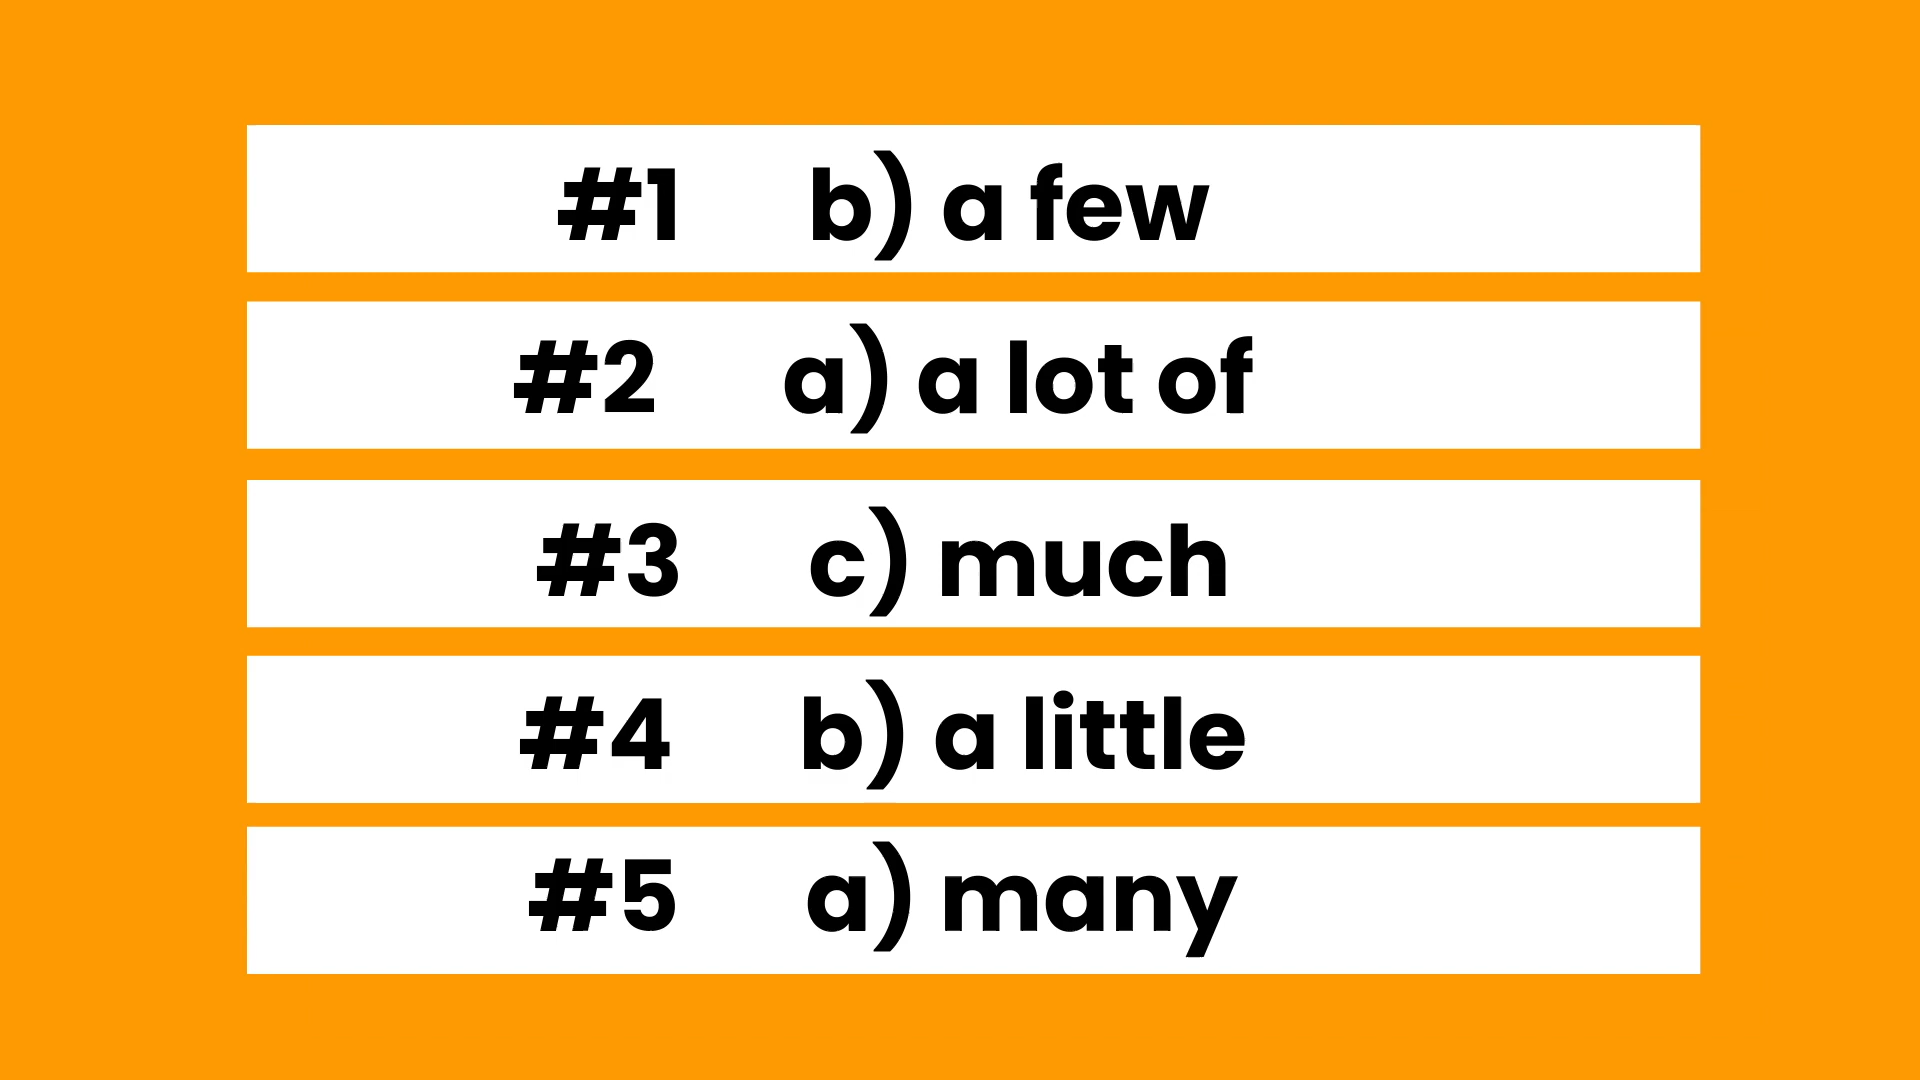 #1 b) a few
#2 a) a lot of
#3 c) much
#4 b) a little
#5 a) many